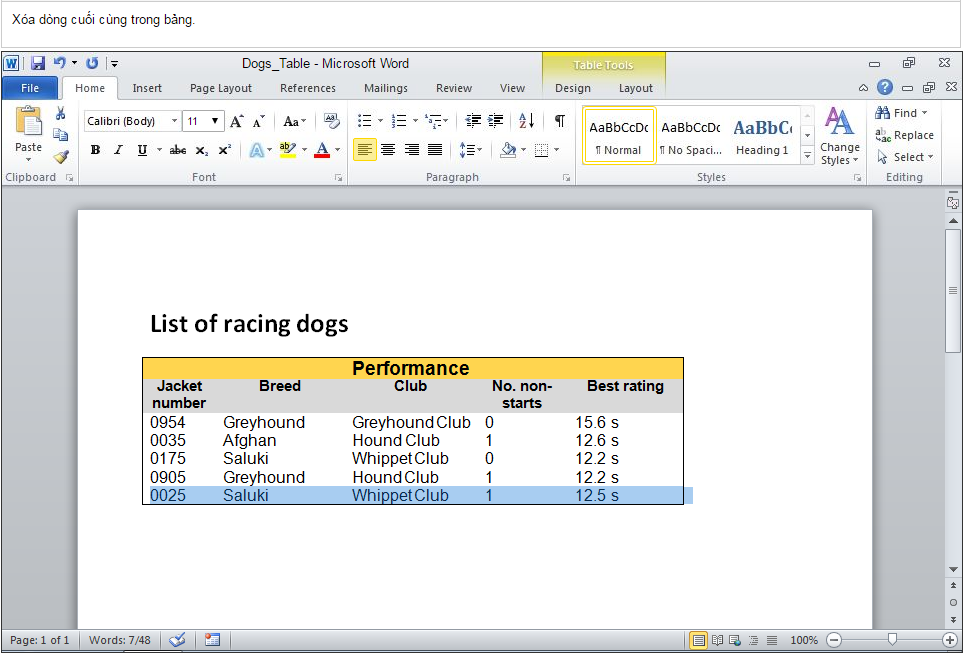 Xóa dòng cuối cùng trong bảng.
Dogs_Table - Microsoft Word
Table Tools
File Home Insert Page Layout References Mailings Review View Design Layout
Calibri (Body) 11 Aa
AaBbCcDc AaBbCcDc AaBbCc
¶ Normal ¶ No Spaci... Heading 1
Paste
B I U abc X₂ X² A ab A
Change
Styles
Find
Replace
Select
Clipboard Font Paragraph Styles Editing
List of racing dogs
Performance
Jacket number Breed Club No. non-starts Best rating
0954 Greyhound Greyhound Club 0 15.6 s
0035 Afghan Hound Club 1 12.6 s
0175 Saluki Whippet Club 0 12.2 s
0905 Greyhound Hound Club 1 12.2 s
0025 Saluki Whippet Club 1 12.5 s
Page: 1 of 1 Words: 7/48 100%